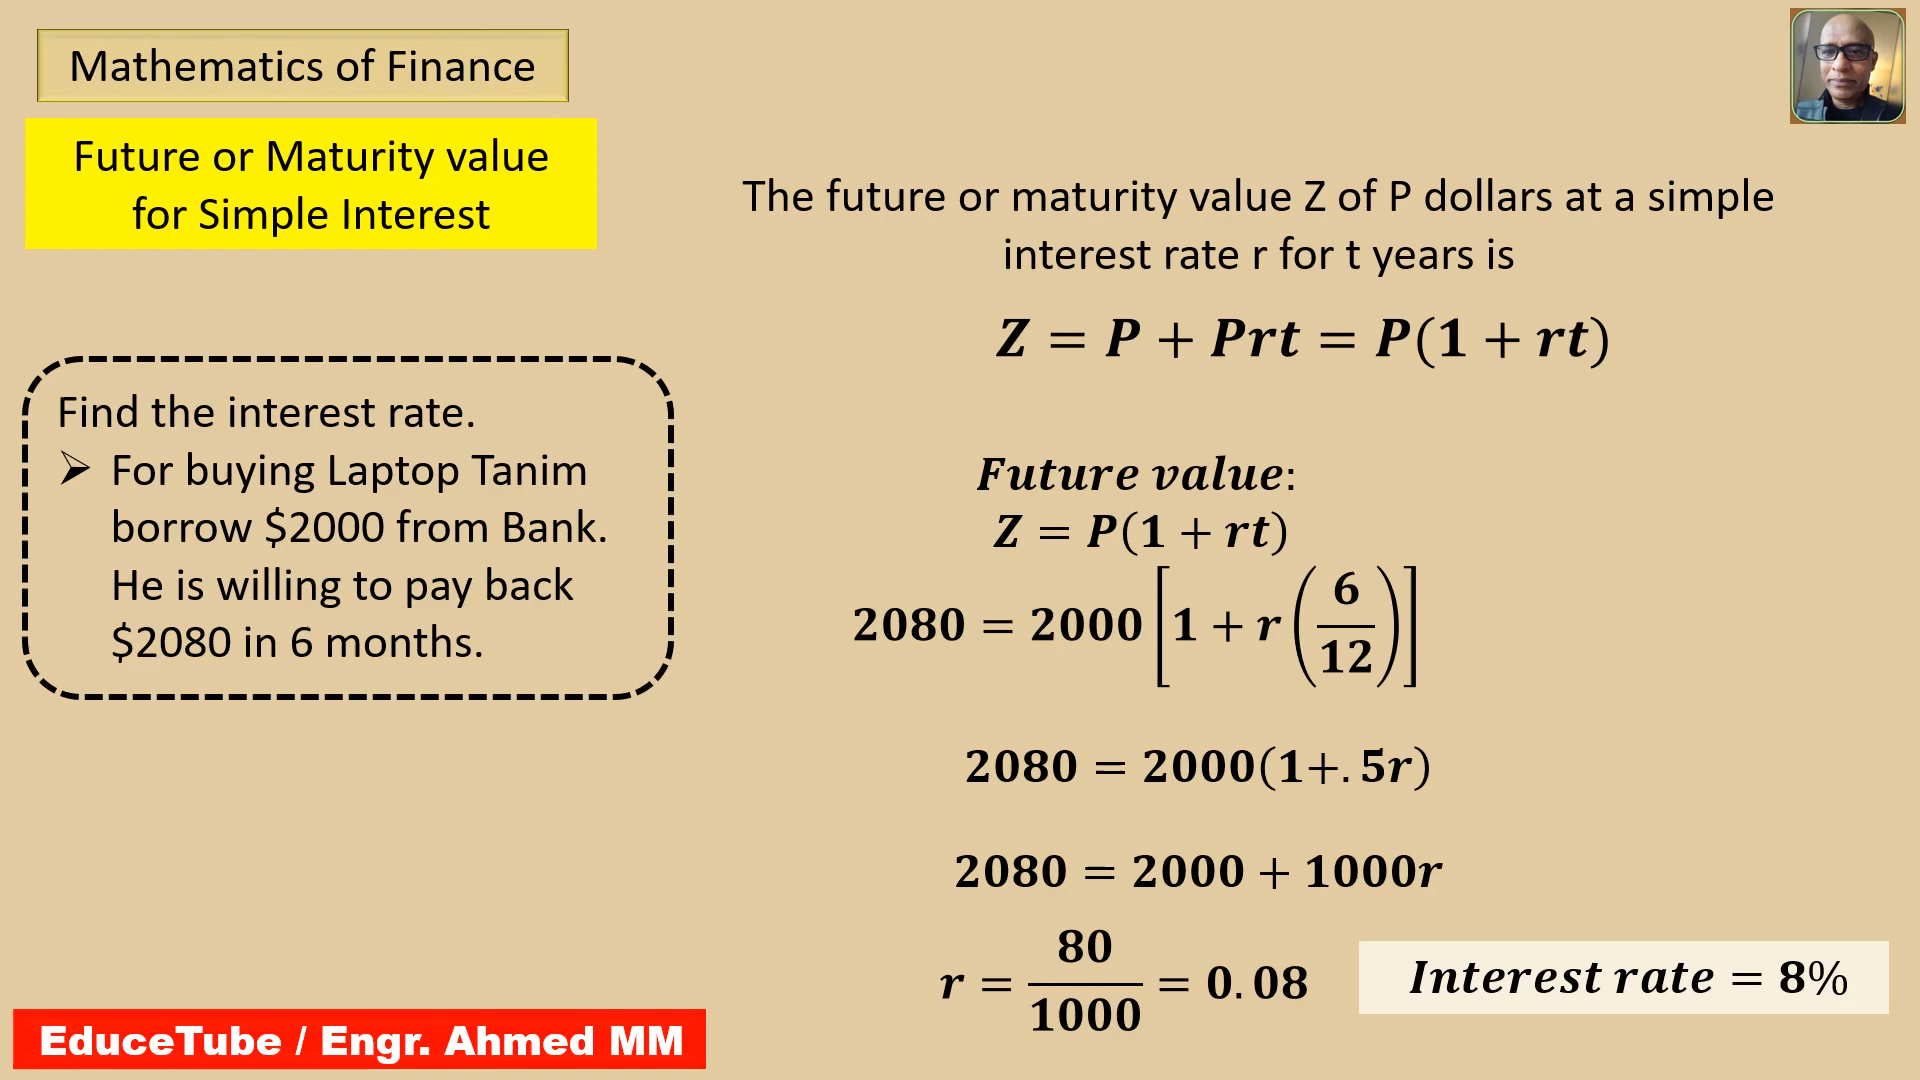 Mathematics of Finance
Future or Maturity value
for Simple Interest
The future or maturity value Z of P dollars at a simple
interest rate r for t years is
Z = P + Prt = P(1 + rt)
Find the interest rate.
➢ For buying Laptop Tanim
borrow $2000 from Bank.
He is willing to pay back
$2080 in 6 months.
Future value:
Z = P(1 + rt)
2080 = 2000 [1 + r (6/12)]
2080 = 2000(1+.5r)
2080 = 2000 + 1000r
r = 80/1000 = 0.08
Interest rate = 8%
EduceTube / Engr. Ahmed MM